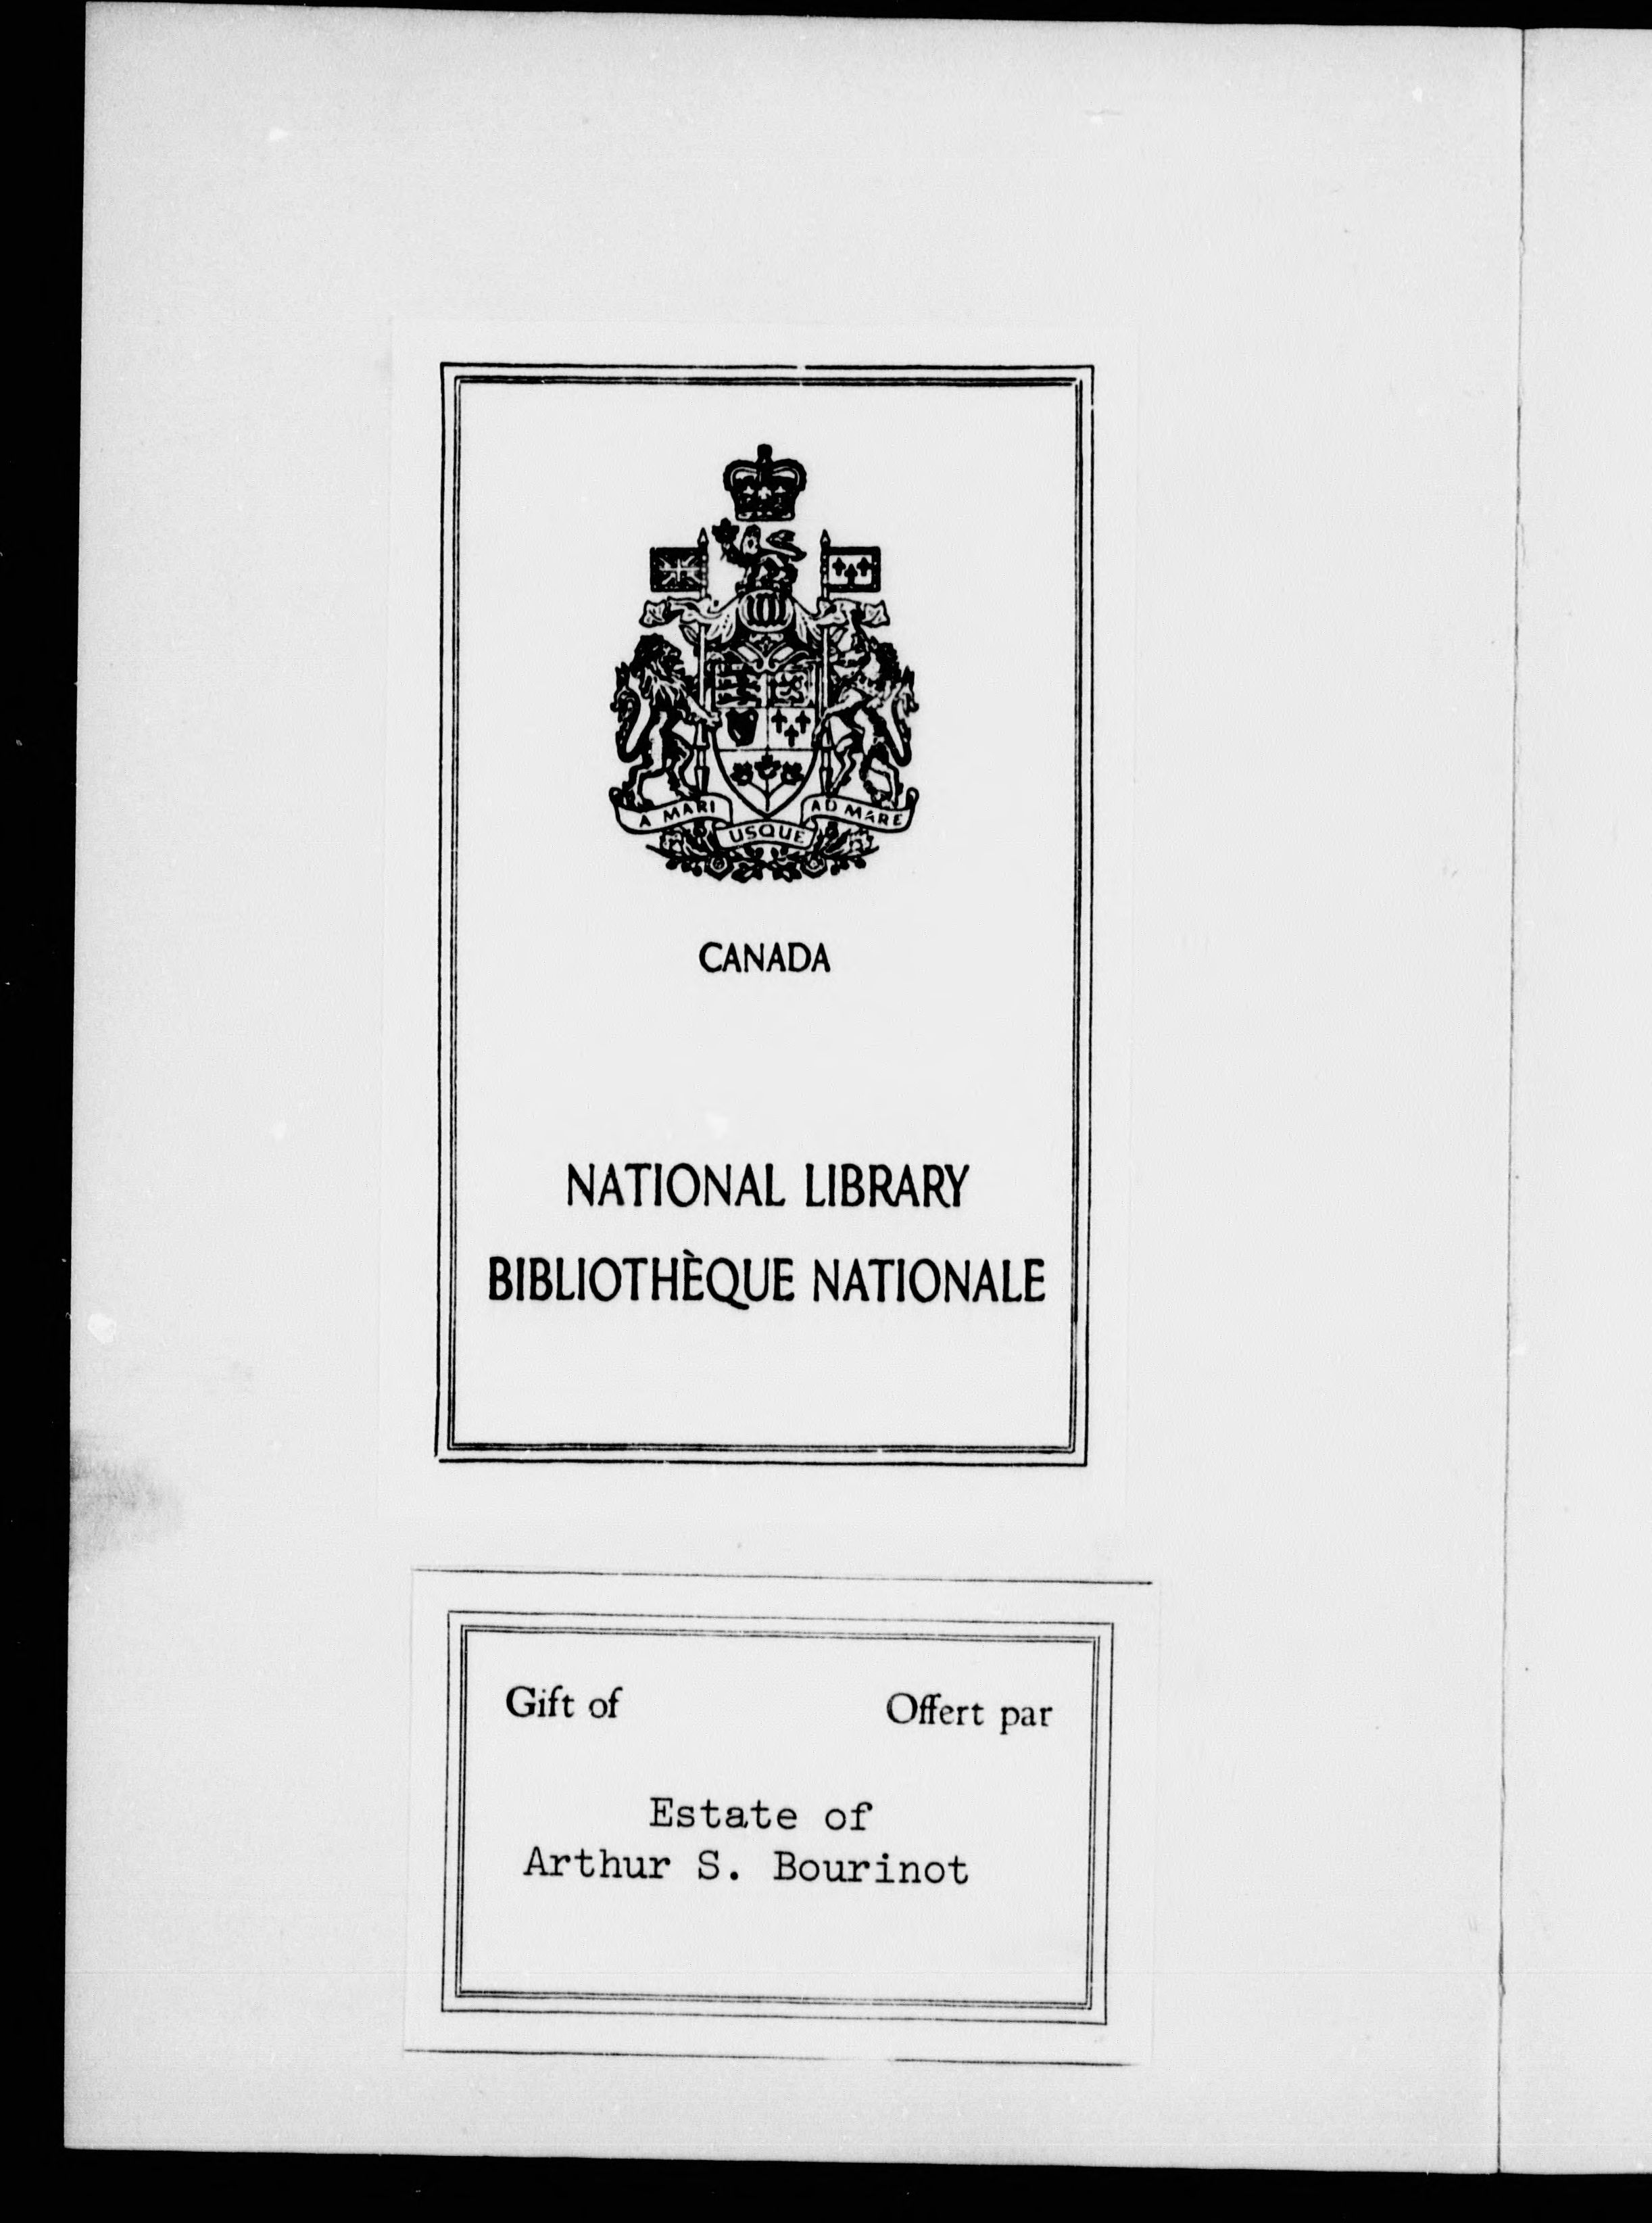 A MARI USQUE AD MARE
CANADA
NATIONAL LIBRARY
BIBLIOTHÈQUE NATIONALE
Gift of
Offert par
Estate of
Arthur S. Bourinot